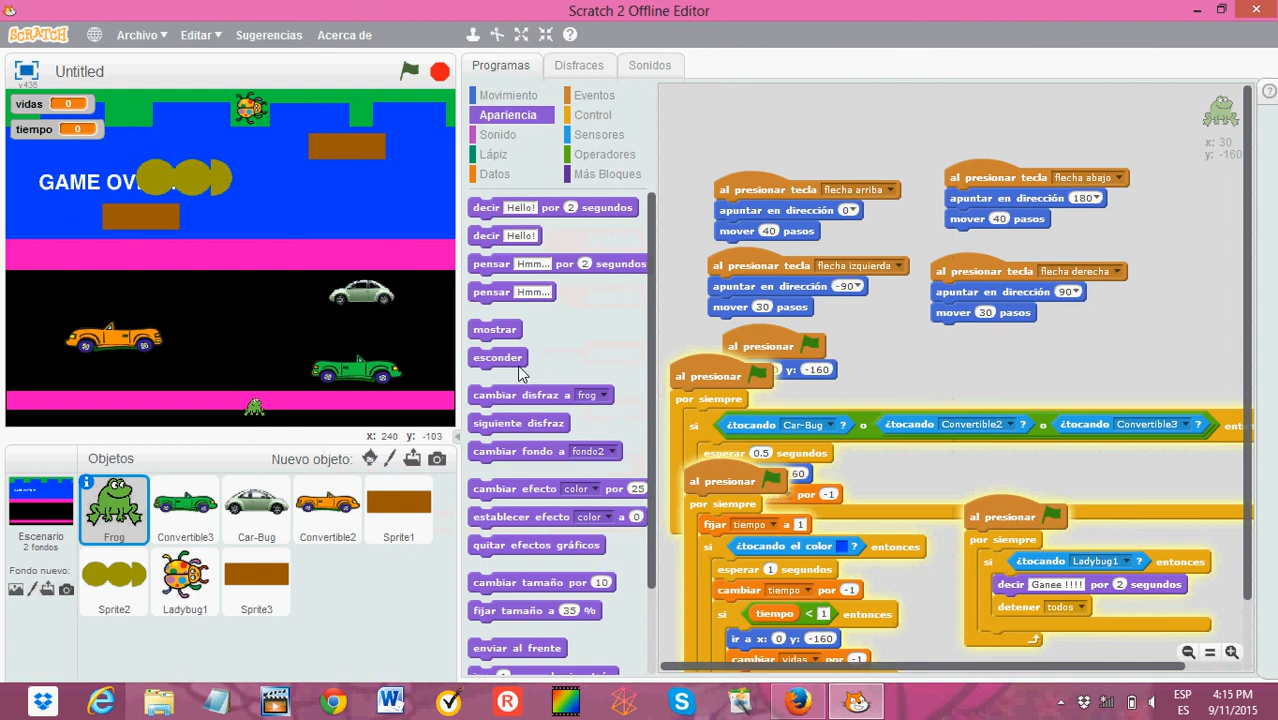 Scratch 2 Offline Editor
SCRATCH Archivo Editar Sugerencias Acerca de
Untitled
v436
Programas Disfraces Sonidos
vidas 0
tiempo 0
GAME OV
x: 240 y: -103
Movimiento Eventos
Apariencia Control
Sonido Sensores
Lápiz Operadores
Datos Más Bloques
decir Hello! por 2 segundos
decir Hello!
pensar Hmm... por 2 segundos
pensar Hmm...
mostrar
esconder
cambiar disfraz a frog
siguiente disfraz
cambiar fondo a fondo2
cambiar efecto color por 25
establecer efecto color a 0
quitar efectos gráficos
cambiar tamaño por 10
fijar tamaño a 35 %
enviar al frente
x: 30
y: -160
al presionar tecla flecha arriba
apuntar en dirección 0
mover 40 pasos
al presionar tecla flecha abajo
apuntar en dirección 180
mover 40 pasos
al presionar tecla flecha izquierda
apuntar en dirección -90
mover 30 pasos
al presionar tecla flecha derecha
apuntar en dirección 90
mover 30 pasos
al presionar
y: -160
al presionar
por siempre
si ¿tocando Car-Bug ? o ¿tocando Convertible2 ? o ¿tocando Convertible3 ?
esperar 0.5 segundos
por -1
al presionar
por siempre
fijar tiempo a 1
si ¿tocando el color ? entonces
esperar 1 segundos
cambiar tiempo por -1
si tiempo < 1 entonces
ir a x: 0 y: -160
cambiar vidas por -1
al presionar
por siempre
si ¿tocando Ladybug1 ? entonces
decir Ganee !!!! por 2 segundos
detener todos
Objetos Nuevo objeto:
Escenario
2 fondos
Fondo nuevo:
Frog Convertible3 Car-Bug Convertible2 Sprite1
Sprite2 Ladybug1 Sprite3
ESP
ES
4:15 PM
9/11/2015